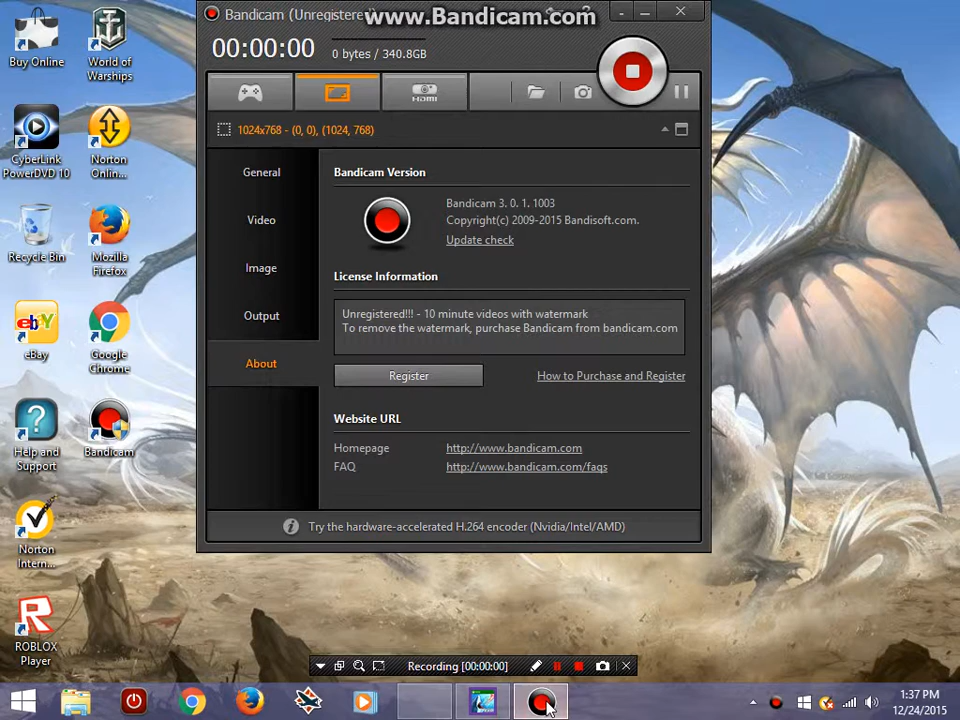 Bandicam (Unregistere
www.Bandicam.com
00:00:00
0 bytes / 340.8GB
HDMI
1024x768 - (0, 0), (1024, 768)
General
Video
Image
Output
About
Bandicam Version
Bandicam 3. 0. 1. 1003
Copyright(c) 2009-2015 Bandisoft.com.
Update check
License Information
Unregistered!!! - 10 minute videos with watermark
To remove the watermark, purchase Bandicam from bandicam.com
Register
How to Purchase and Register
Website URL
Homepage
http://www.bandicam.com
FAQ
http://www.bandicam.com/faqs
Try the hardware-accelerated H.264 encoder (Nvidia/Intel/AMD)
Buy Online
World of
Warships
CyberLink
PowerDVD 10
Norton
Online...
Recycle Bin
Mozilla
Firefox
ebY
eBay
Google
Chrome
Help and
Support
Bandicam
Norton
Intern...
ROBLOX
Player
Recording [00:00:00]
1:37 PM
12/24/2015